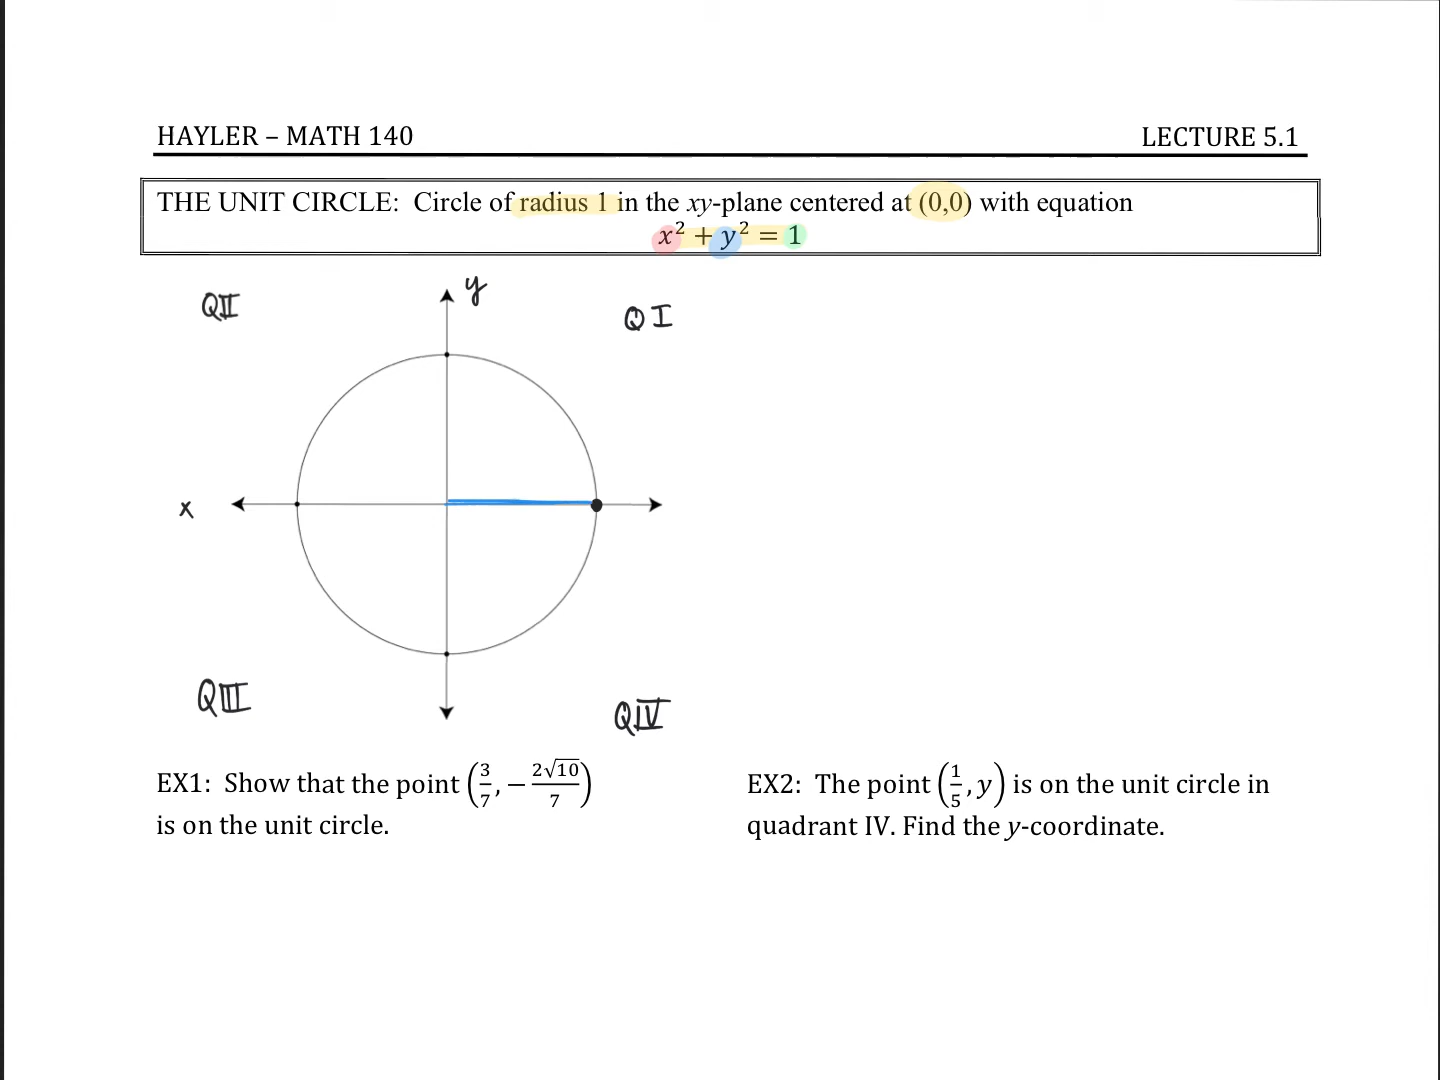 HAYLER – MATH 140 LECTURE 5.1
THE UNIT CIRCLE: Circle of radius 1 in the xy-plane centered at (0,0) with equation
x² + y² = 1
y
QII
QI
x
QIII
QIV
EX1: Show that the point (3/7, −2√10/7)
is on the unit circle.
EX2: The point (1/5, y) is on the unit circle in
quadrant IV. Find the y-coordinate.